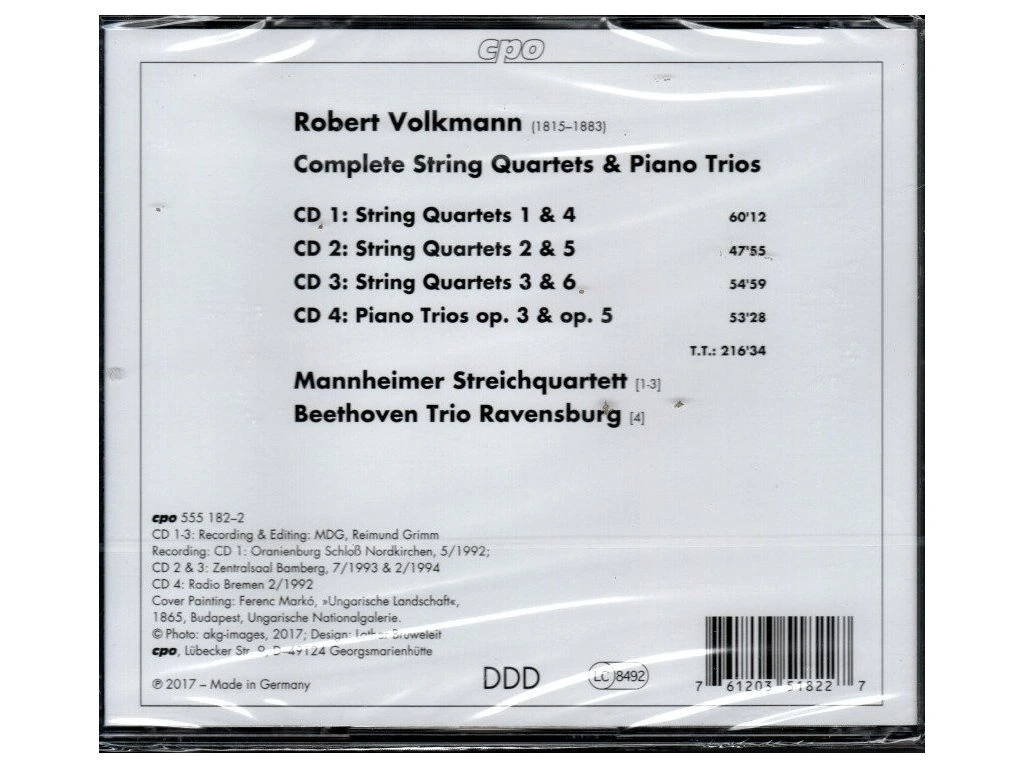 cpo
Robert Volkmann (1815–1883)
Complete String Quartets & Piano Trios
CD 1: String Quartets 1 & 4 60'12
CD 2: String Quartets 2 & 5 47'55
CD 3: String Quartets 3 & 6 54'59
CD 4: Piano Trios op. 3 & op. 5 53'28
T.T.: 216'34
Mannheimer Streichquartett [1-3]
Beethoven Trio Ravensburg [4]
cpo 555 182–2
CD 1-3: Recording & Editing: MDG, Reimund Grimm
Recording: CD 1: Oranienburg Schloß Nordkirchen, 5/1992;
CD 2 & 3: Zentralsaal Bamberg, 7/1993 & 2/1994
CD 4: Radio Bremen 2/1992
Cover Painting: Ferenc Markó, »Ungarische Landschaft«,
1865, Budapest, Ungarische Nationalgalerie.
© Photo: akg-images, 2017; Design: Lothar Bruweleit
cpo, Lübecker Str. 9, D–49124 Georgsmarienhütte
℗ 2017 – Made in Germany
DDD
LC 8492
7 61203 51822 7